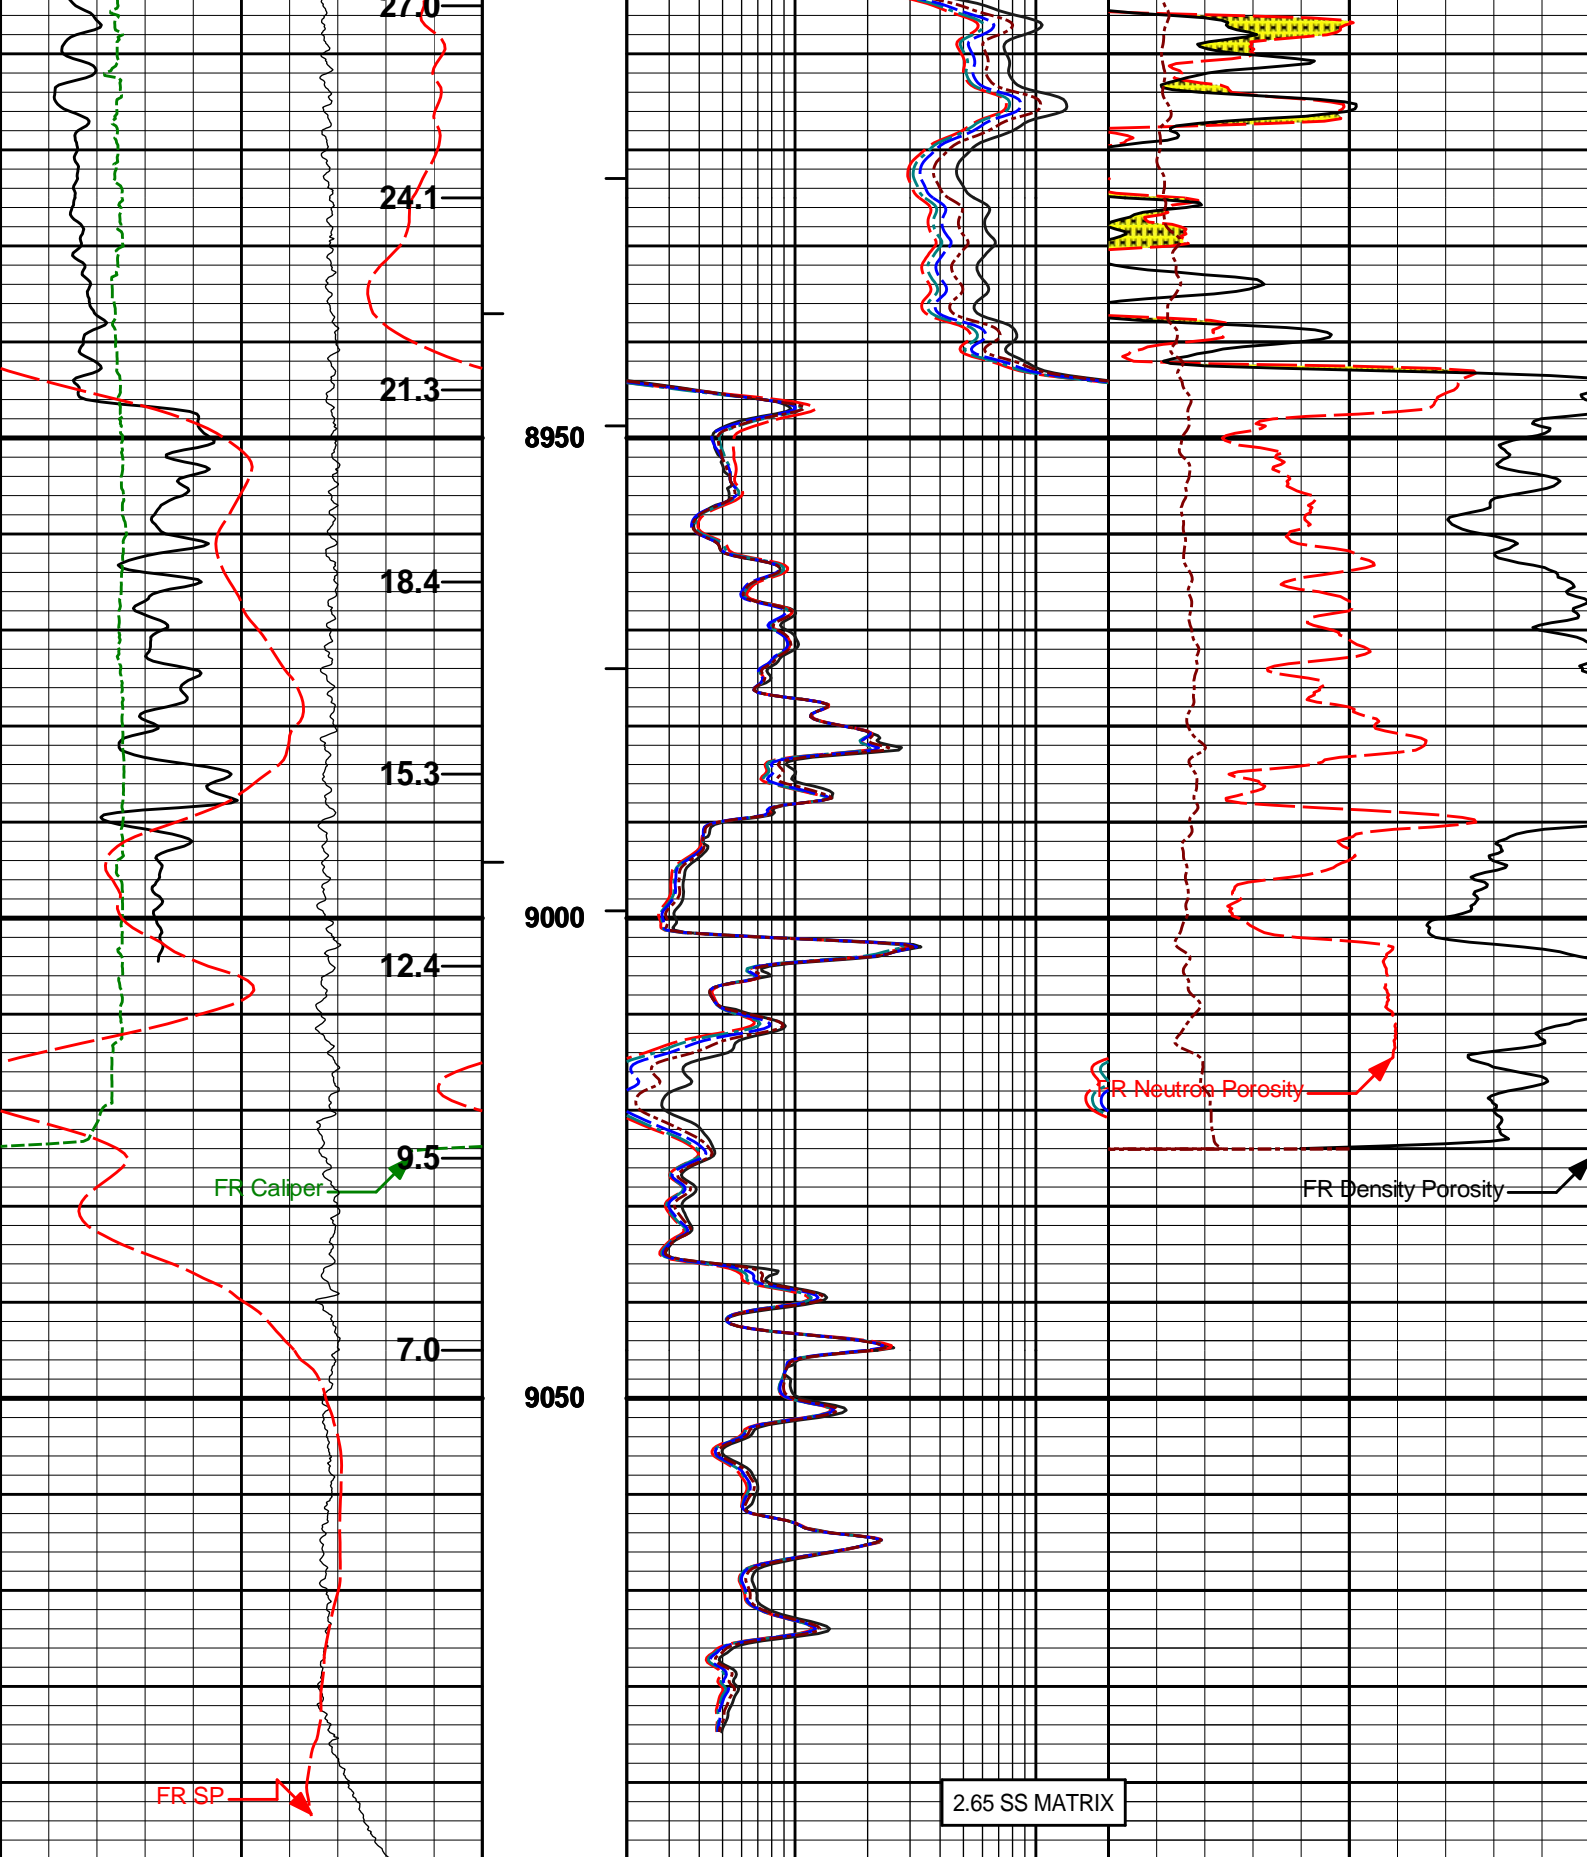 27.0
24.1
21.3
8950
18.4
15.3
9000
12.4
FR Neutron Porosity
9.5
FR Caliper
FR Density Porosity
7.0
9050
FR SP
2.65 SS MATRIX